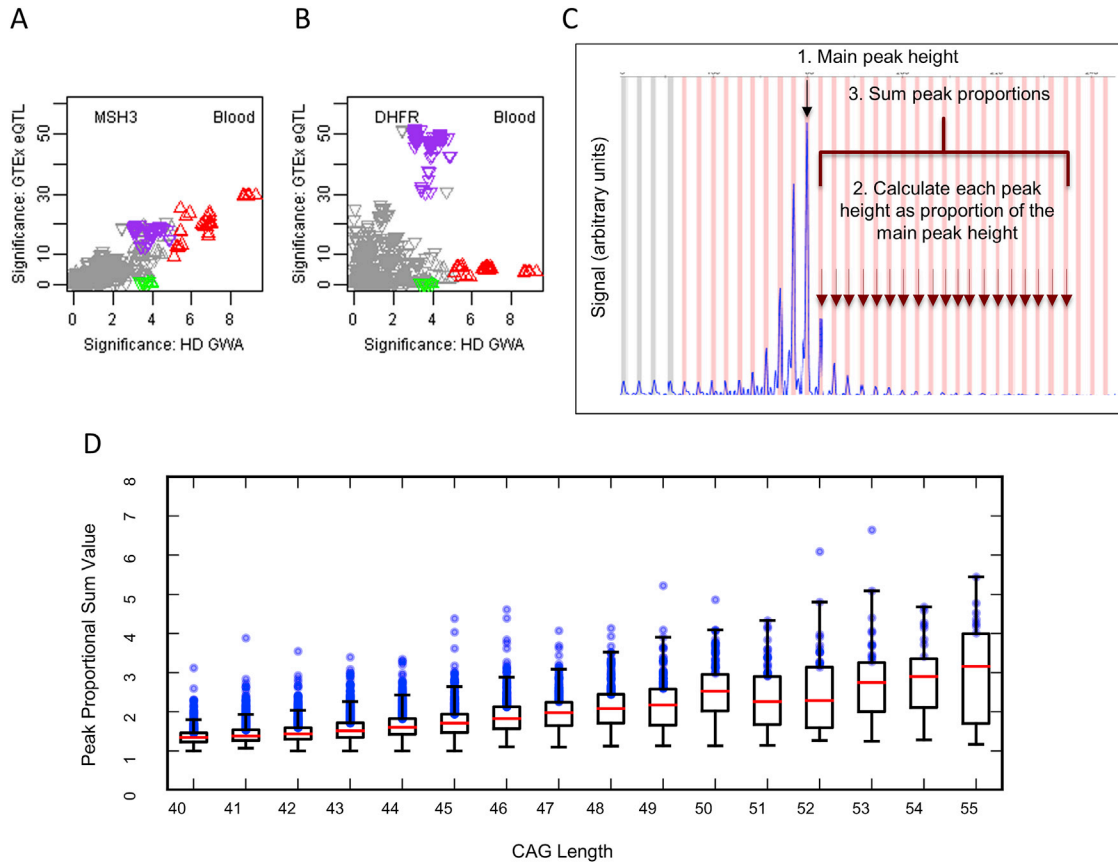 A
B
C
MSH3
Blood
Significance: GTEx eQTL
0 10 20 30 50
0 2 4 6 8
Significance: HD GWA
DHFR
Blood
Significance: GTEx eQTL
0 10 20 30 50
0 2 4 6 8
Significance: HD GWA
1. Main peak height
3. Sum peak proportions
2. Calculate each peak
height as proportion of the
main peak height
Signal (arbitrary units)
D
Peak Proportional Sum Value
0 1 2 3 4 5 6 7 8
40 41 42 43 44 45 46 47 48 49 50 51 52 53 54 55
CAG Length